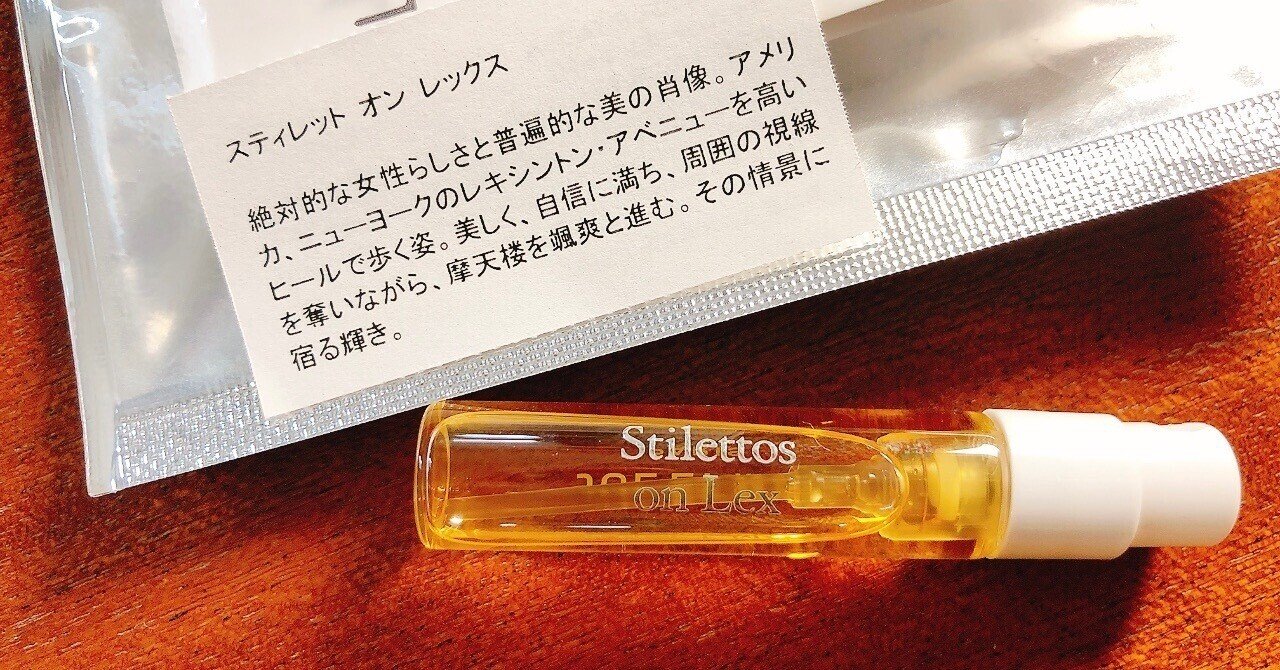 スティレット オン レックス
絶対的な女性らしさと普遍的な美の肖像。アメリ
カ、ニューヨークのレキシントン・アベニューを高い
ヒールで歩く姿。美しく、自信に満ち、周囲の視線
を奪いながら、摩天楼を颯爽と進む。その情景に
宿る輝き。
Stilettos
on Lex